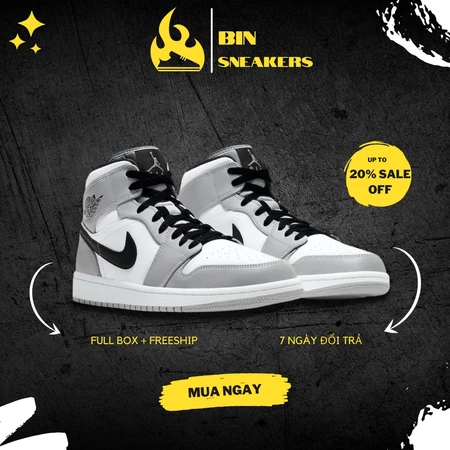 BIN
SNEAKERS
UP TO
20% SALE
OFF
FULL BOX + FREESHIP
7 NGÀY ĐỔI TRẢ
MUA NGAY